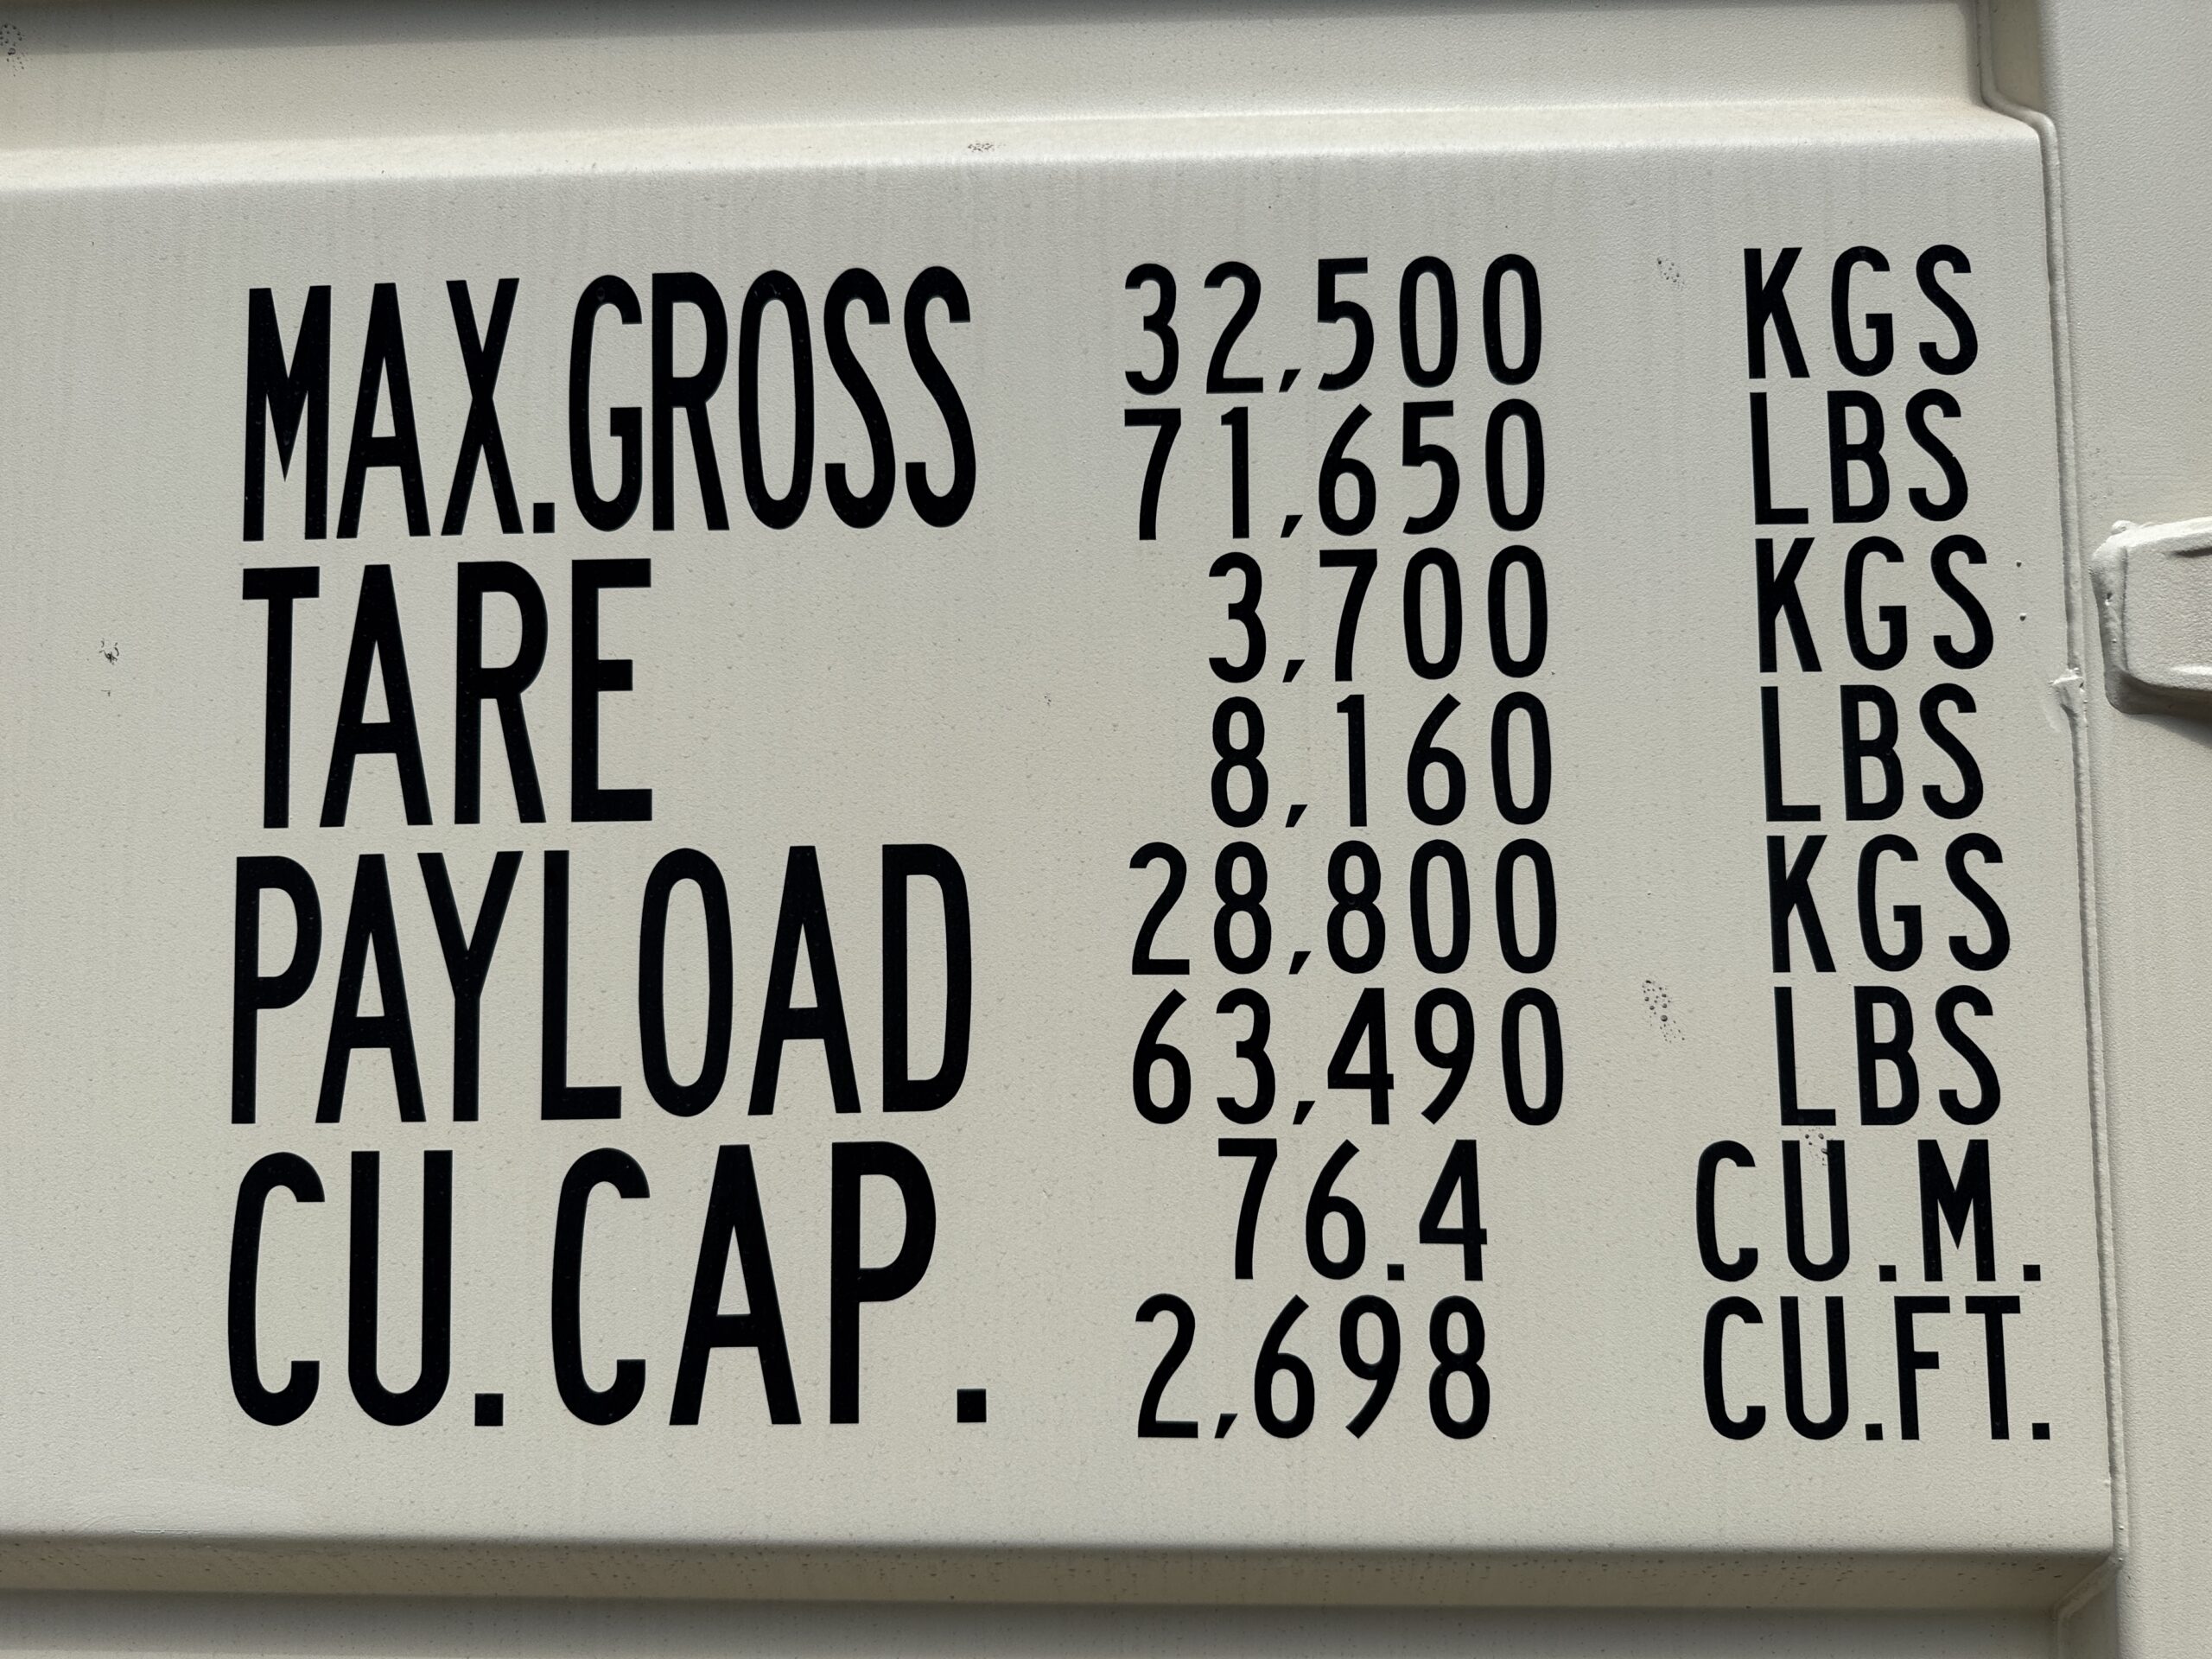 MAX.GROSS 32,500 KGS
71,650 LBS
TARE 3,700 KGS
8,160 LBS
PAYLOAD 28,800 KGS
63,490 LBS
CU.CAP. 76.4 CU.M.
2,698 CU.FT.